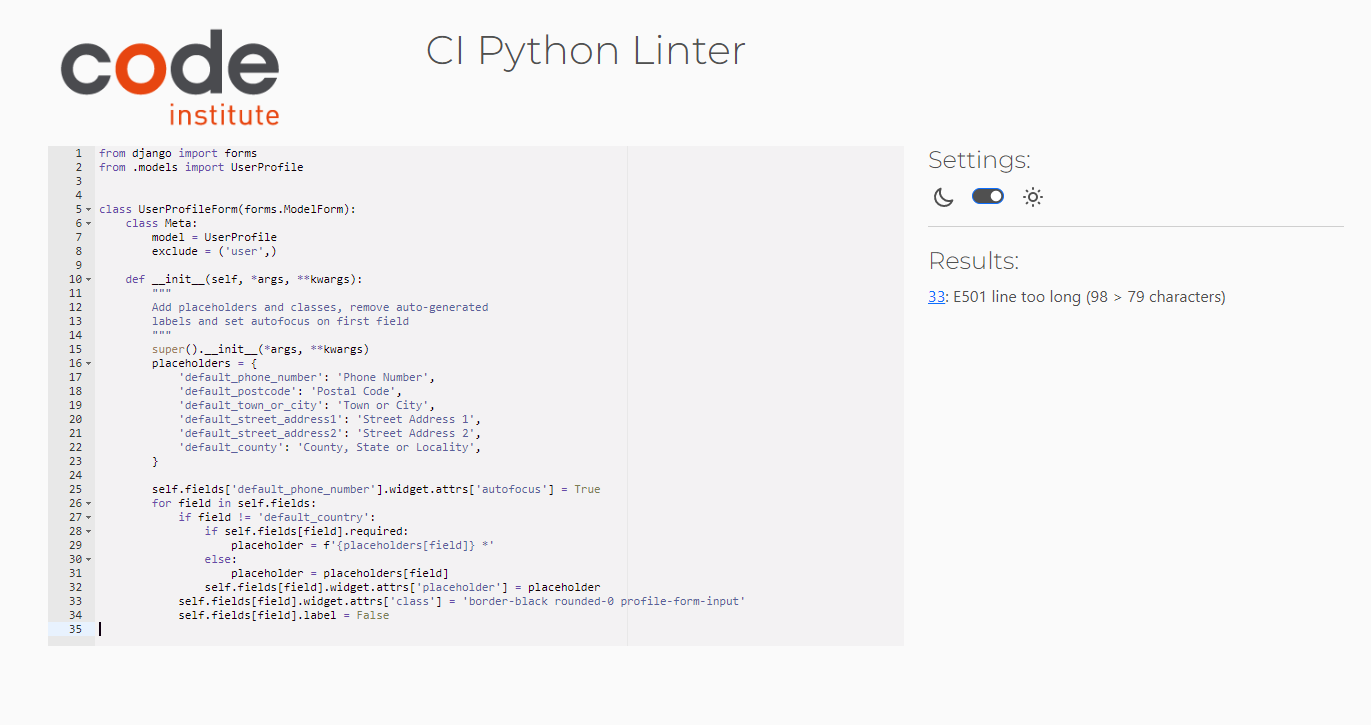 code
institute
CI Python Linter
1 from django import forms
2 from .models import UserProfile
3
4
5 class UserProfileForm(forms.ModelForm):
6     class Meta:
7         model = UserProfile
8         exclude = ('user',)
9
10     def __init__(self, *args, **kwargs):
11         """
12         Add placeholders and classes, remove auto-generated
13         labels and set autofocus on first field
14         """
15         super().__init__(*args, **kwargs)
16         placeholders = {
17             'default_phone_number': 'Phone Number',
18             'default_postcode': 'Postal Code',
19             'default_town_or_city': 'Town or City',
20             'default_street_address1': 'Street Address 1',
21             'default_street_address2': 'Street Address 2',
22             'default_county': 'County, State or Locality',
23         }
24
25         self.fields['default_phone_number'].widget.attrs['autofocus'] = True
26         for field in self.fields:
27             if field != 'default_country':
28                 if self.fields[field].required:
29                     placeholder = f'{placeholders[field]} *'
30                 else:
31                     placeholder = placeholders[field]
32                 self.fields[field].widget.attrs['placeholder'] = placeholder
33             self.fields[field].widget.attrs['class'] = 'border-black rounded-0 profile-form-input'
34             self.fields[field].label = False
35
Settings:
Results:
33: E501 line too long (98 > 79 characters)